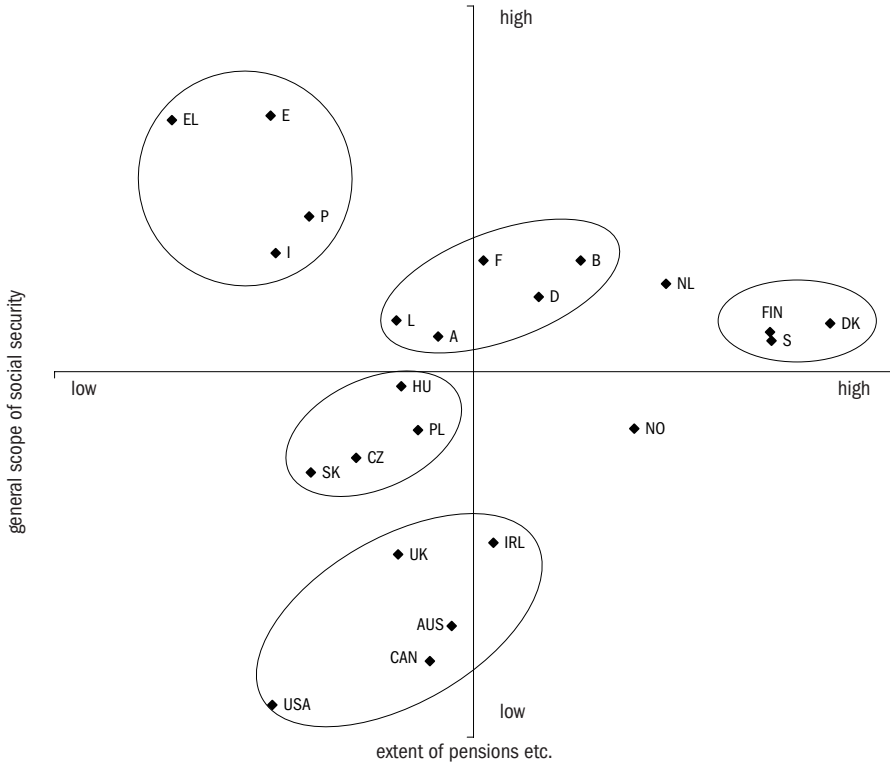 high
EL
E
P
I
F
B
NL
D
FIN
L
DK
A
S
low
high
HU
PL
NO
CZ
SK
IRL
UK
AUS
CAN
USA
low
extent of pensions etc.
general scope of social security